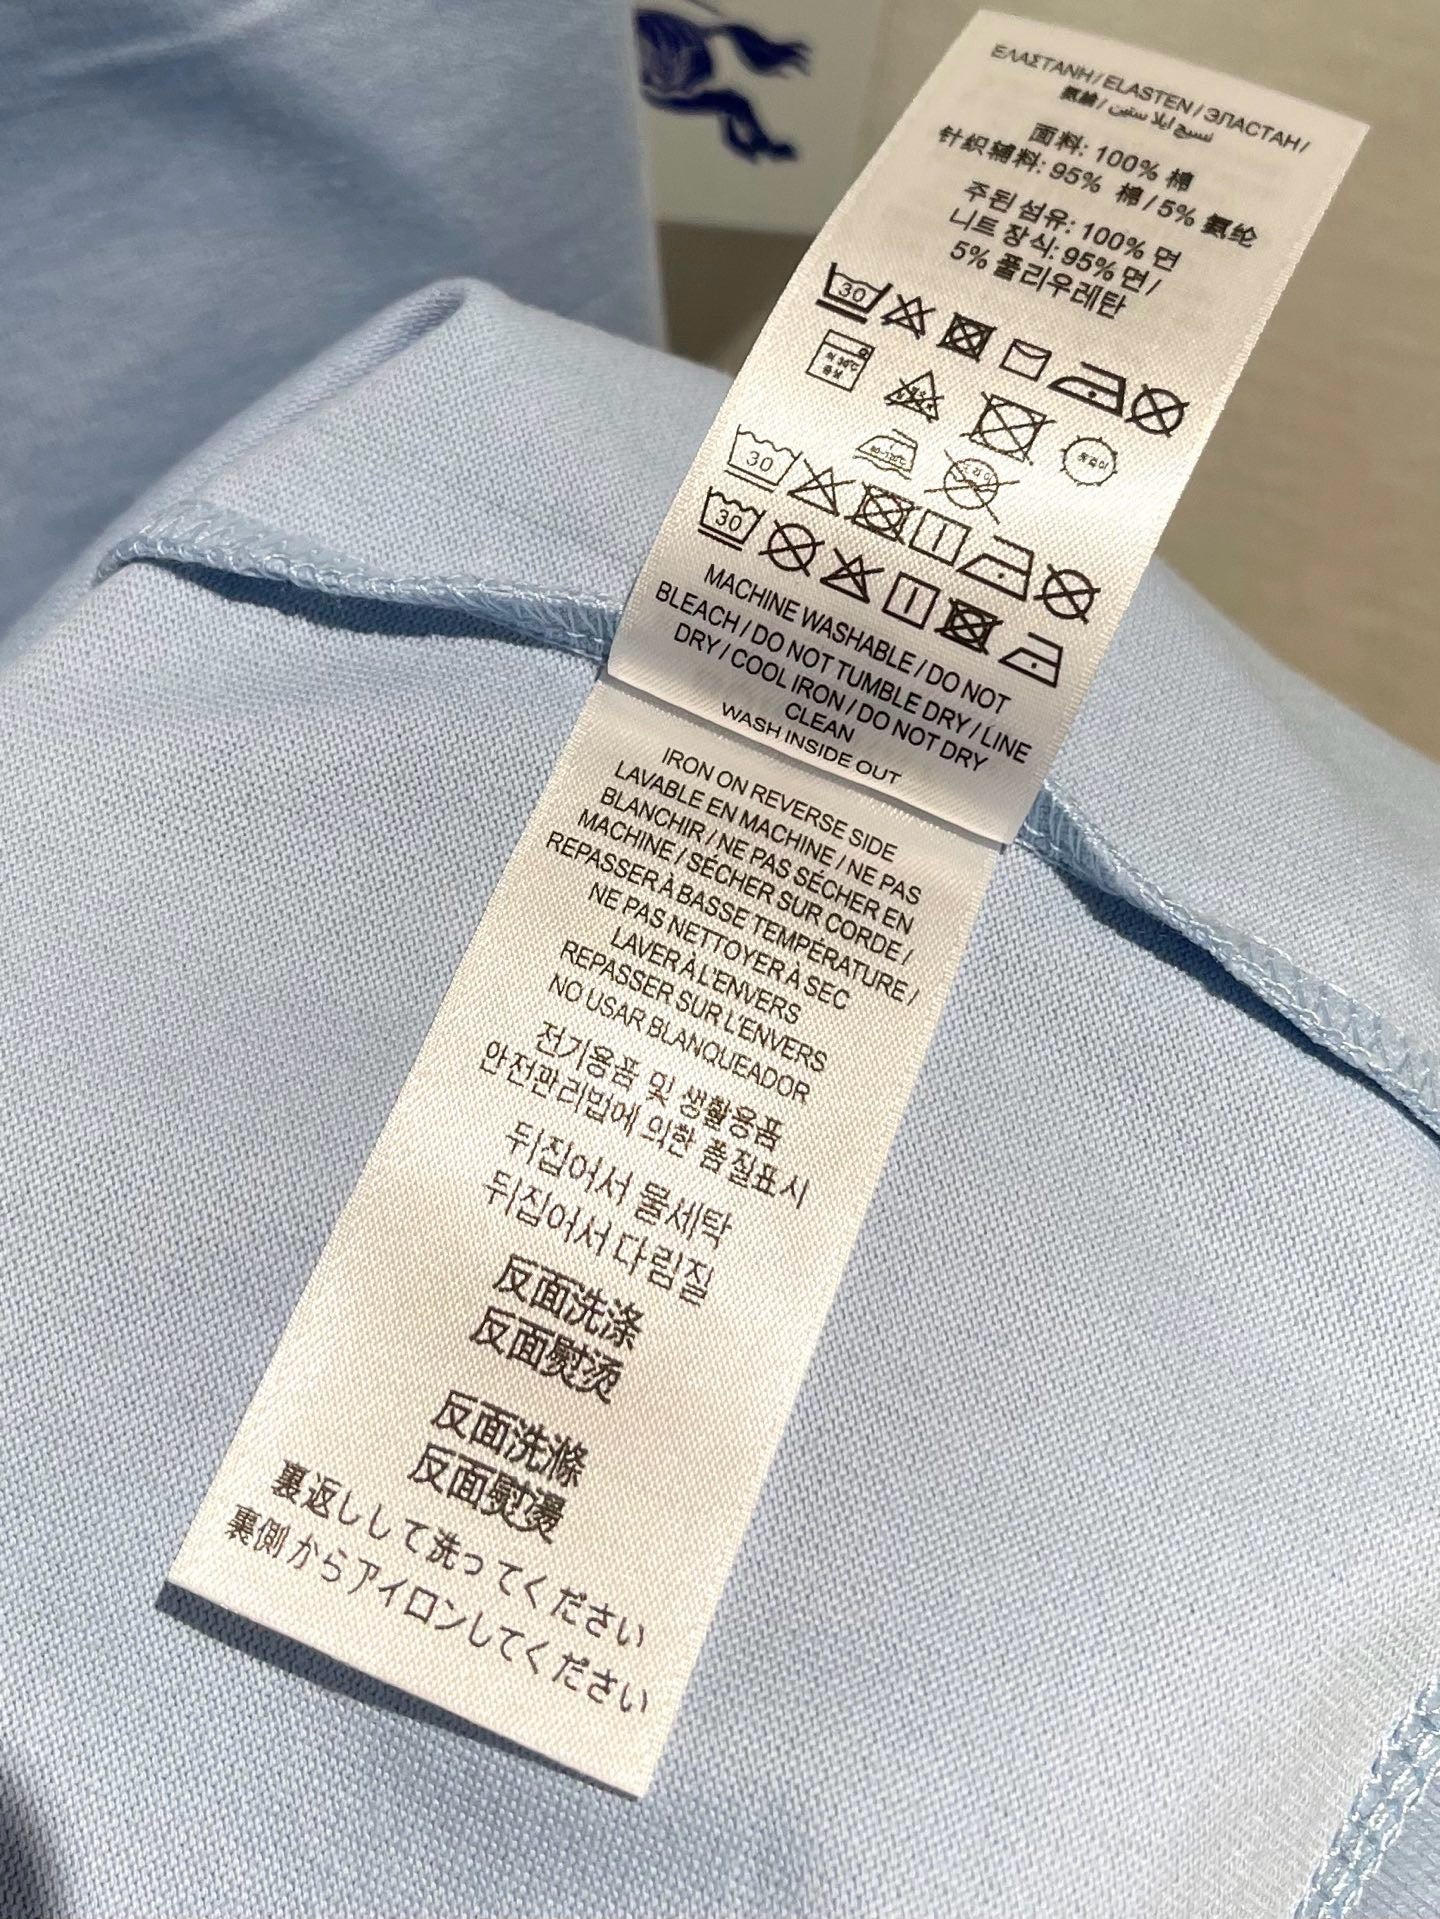 ΕΛΑΣΤΑΝΗ / ELASTEN / ЭЛАСТАН /
氨綸 / نسيج إيلا ستين
面料: 100% 棉
针织辅料: 95% 棉 / 5% 氨纶
주된 섬유: 100% 면
니트 장식: 95% 면 /
5% 폴리우레탄
30
30
30
MACHINE WASHABLE / DO NOT
BLEACH / DO NOT TUMBLE DRY / LINE
DRY / COOL IRON / DO NOT DRY
CLEAN
WASH INSIDE OUT
IRON ON REVERSE SIDE
LAVABLE EN MACHINE / NE PAS
BLANCHIR / NE PAS SÉCHER EN
MACHINE / SÉCHER SUR CORDE /
REPASSER À BASSE TEMPÉRATURE /
NE PAS NETTOYER À SEC
LAVER À L'ENVERS
REPASSER SUR L'ENVERS
NO USAR BLANQUEADOR
전기용품 및 생활용품
안전관리법에 의한 품질표시
뒤집어서 물세탁
뒤집어서 다림질
反面洗涤
反面熨烫
反面洗滌
反面熨燙
裏返しして洗ってください
裏側からアイロンしてください